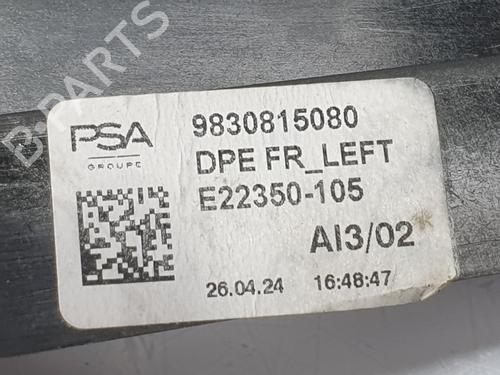 B-PARTS
PSA
GROUPE
9830815080
DPE FR_LEFT
E22350-105
AI3/02
26.04.24 16:48:47